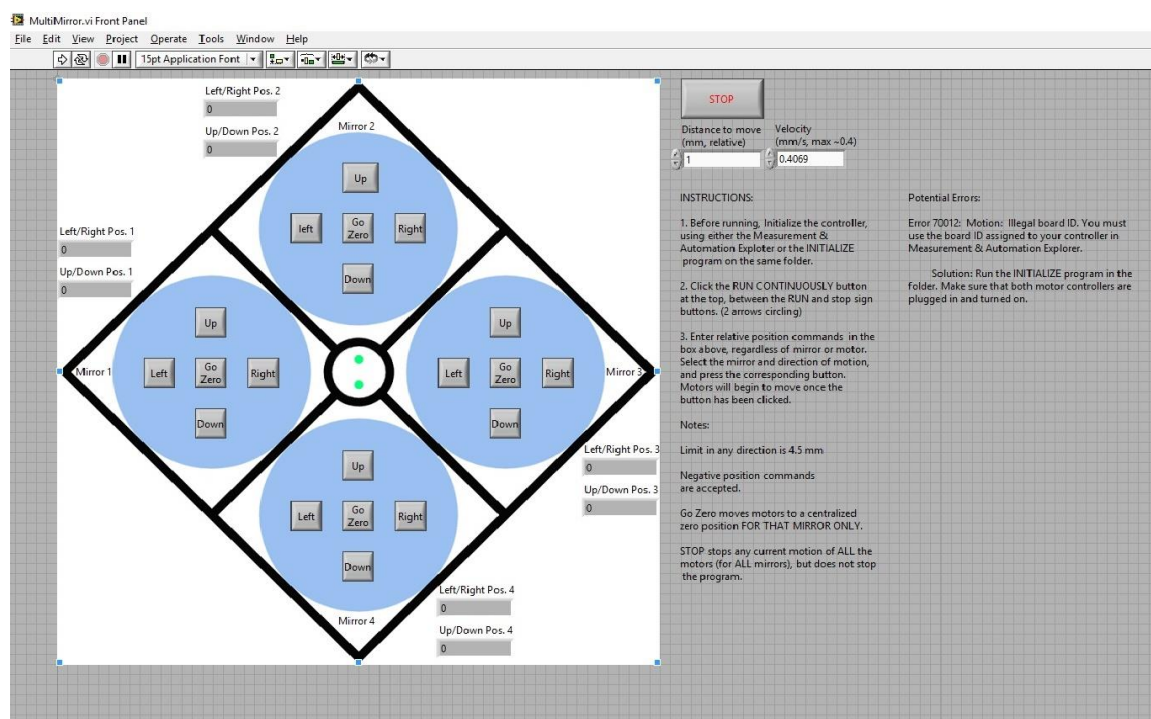 MultiMirror.vi Front Panel
File Edit View Project Operate Tools Window Help
15pt Application Font
Left/Right Pos. 2
0
Up/Down Pos. 2
0
Mirror 2
Up
left
Go
Zero
Right
Down
Left/Right Pos. 1
0
Up/Down Pos. 1
0
Mirror 1
Up
Left
Go
Zero
Right
Down
Up
Left
Go
Zero
Right
Down
Mirror 3
Left/Right Pos. 3
0
Up/Down Pos. 3
0
Up
Left
Go
Zero
Right
Down
Mirror 4
Left/Right Pos. 4
0
Up/Down Pos. 4
0
STOP
Distance to move
(mm, relative)
1
Velocity
(mm/s, max ~0.4)
0.4069
INSTRUCTIONS:
1. Before running, Initialize the controller,
using either the Measurement &
Automation Exploter or the INITIALIZE
program on the same folder.
2. Click the RUN CONTINUOUSLY button
at the top, between the RUN and stop sign
buttons. (2 arrows circling)
3. Enter relative position commands in the
box above, regardless of mirror or motor.
Select the mirror and direction of motion,
and press the corresponding button.
Motors will begin to move once the
button has been clicked.
Notes:
Limit in any direction is 4.5 mm
Negative position commands
are accepted.
Go Zero moves motors to a centralized
zero position FOR THAT MIRROR ONLY.
STOP stops any current motion of ALL the
motors (for ALL mirrors), but does not stop
the program.
Potential Errors:
Error 70012: Motion: Illegal board ID. You must
use the board ID assigned to your controller in
Measurement & Automation Explorer.
Solution: Run the INITIALIZE program in the
folder. Make sure that both motor controllers are
plugged in and turned on.